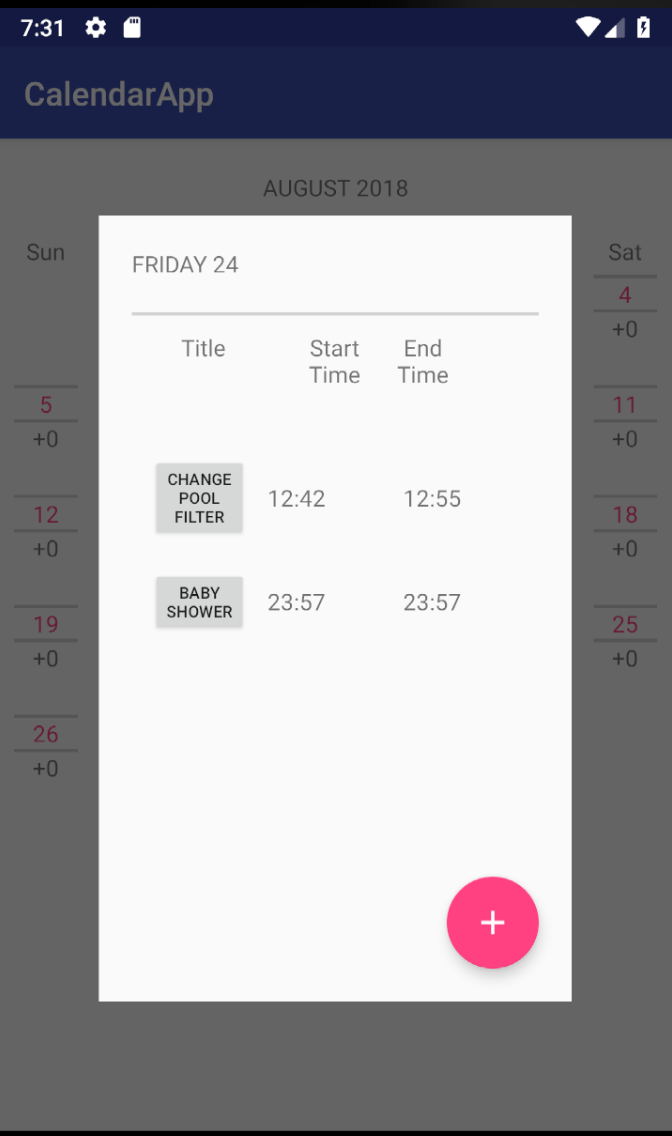 7:31
CalendarApp
AUGUST 2018
Sun
Sat
4
+0
5
+0
11
+0
12
+0
18
+0
19
+0
25
+0
26
+0
FRIDAY 24
Title
Start
Time
End
Time
CHANGE
POOL
FILTER
12:42
12:55
BABY
SHOWER
23:57
23:57
+